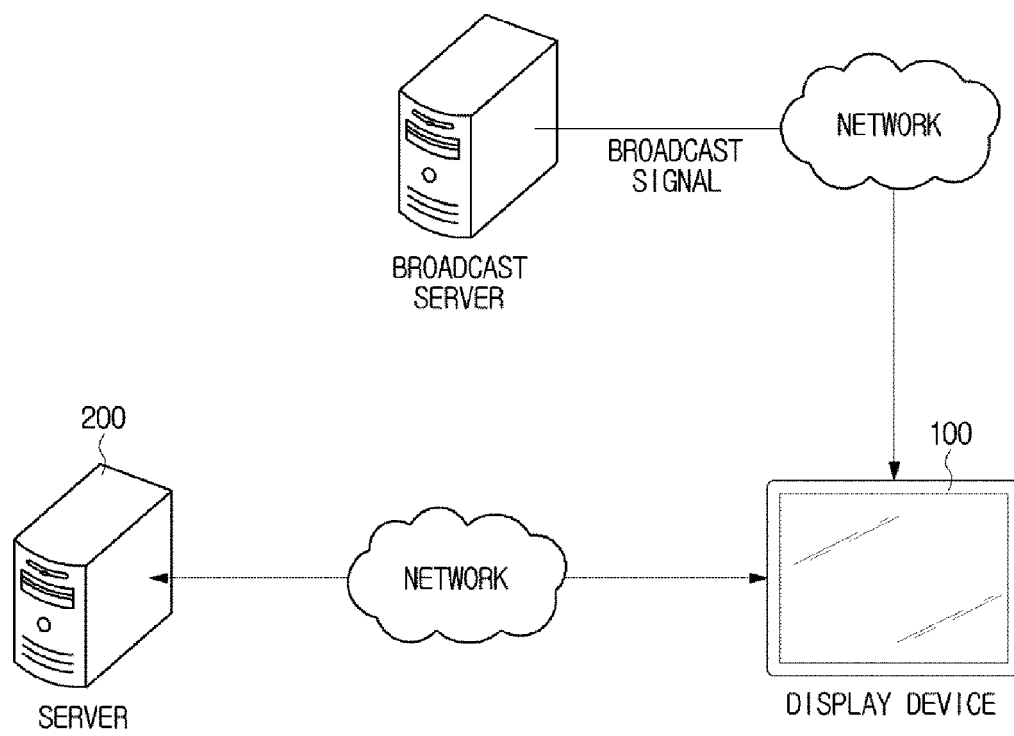 NETWORK
BROADCAST
SIGNAL
BROADCAST
SERVER
200
100
NETWORK
SERVER
DISPLAY DEVICE